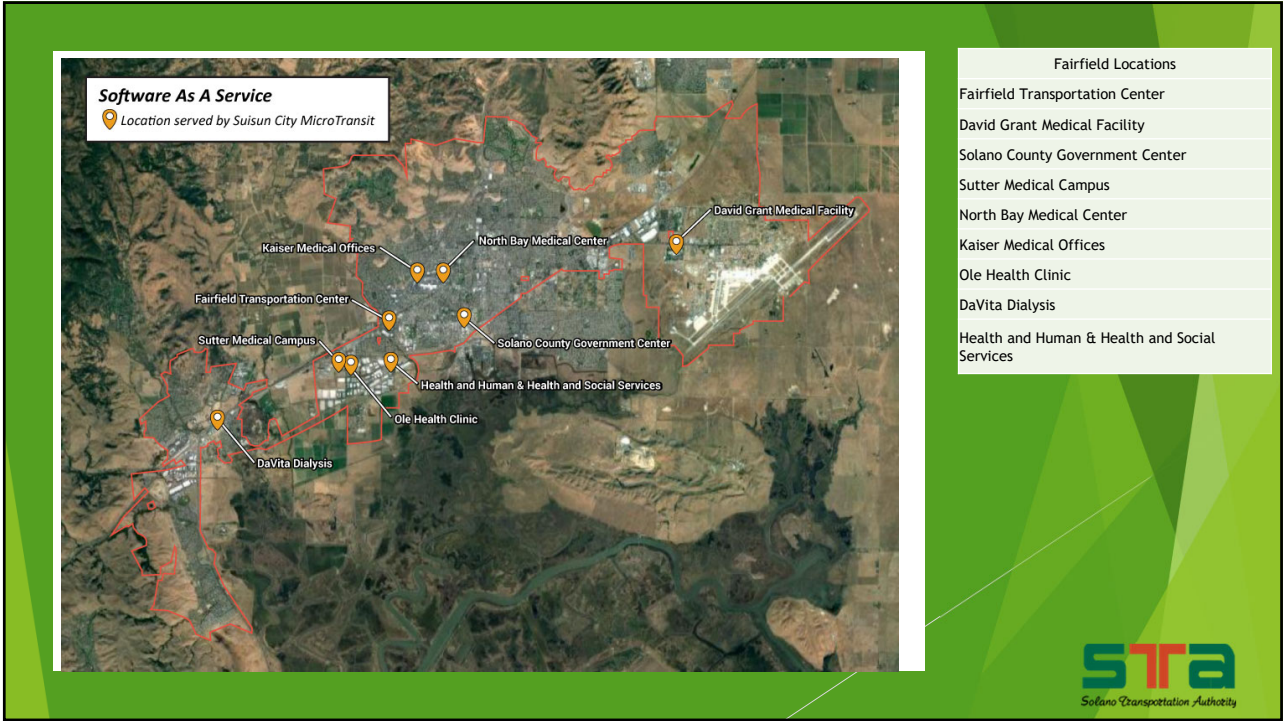 Software As A Service
Location served by Suisun City MicroTransit
David Grant Medical Facility
North Bay Medical Center
Kaiser Medical Offices
Fairfield Transportation Center
Sutter Medical Campus
Solano County Government Center
Health and Human & Health and Social Services
Ole Health Clinic
DaVita Dialysis
Fairfield Locations
Fairfield Transportation Center
David Grant Medical Facility
Solano County Government Center
Sutter Medical Campus
North Bay Medical Center
Kaiser Medical Offices
Ole Health Clinic
DaVita Dialysis
Health and Human & Health and Social
Services
STa
Solano Transportation Authority